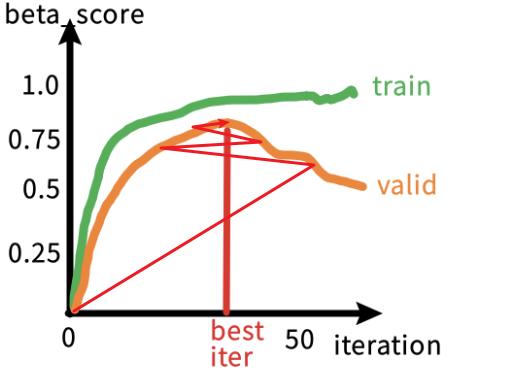 beta_score
1.0
train
0.75
0.5
valid
0.25
0
best
iter
50
iteration